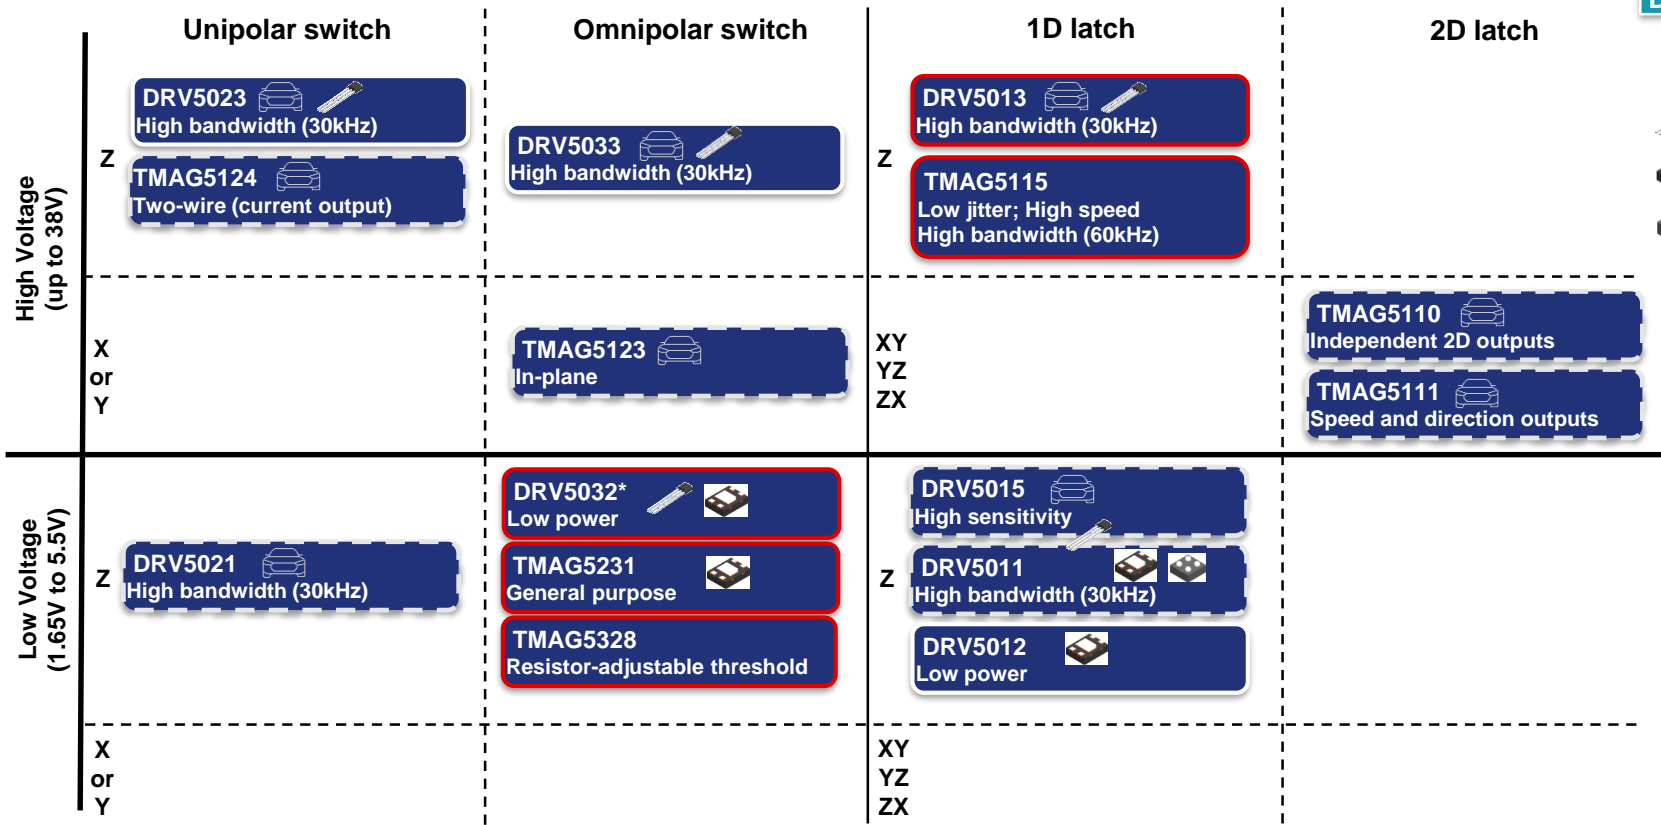 Unipolar switch
Omnipolar switch
1D latch
2D latch
High Voltage
(up to 38V)
Z
DRV5023
High bandwidth (30kHz)
TMAG5124
Two-wire (current output)
DRV5033
High bandwidth (30kHz)
Z
DRV5013
High bandwidth (30kHz)
TMAG5115
Low jitter; High speed
High bandwidth (60kHz)
X
or
Y
TMAG5123
In-plane
XY
YZ
ZX
TMAG5110
Independent 2D outputs
TMAG5111
Speed and direction outputs
Low Voltage
(1.65V to 5.5V)
Z
DRV5021
High bandwidth (30kHz)
DRV5032*
Low power
TMAG5231
General purpose
TMAG5328
Resistor-adjustable threshold
Z
DRV5015
High sensitivity
DRV5011
High bandwidth (30kHz)
DRV5012
Low power
X
or
Y
XY
YZ
ZX